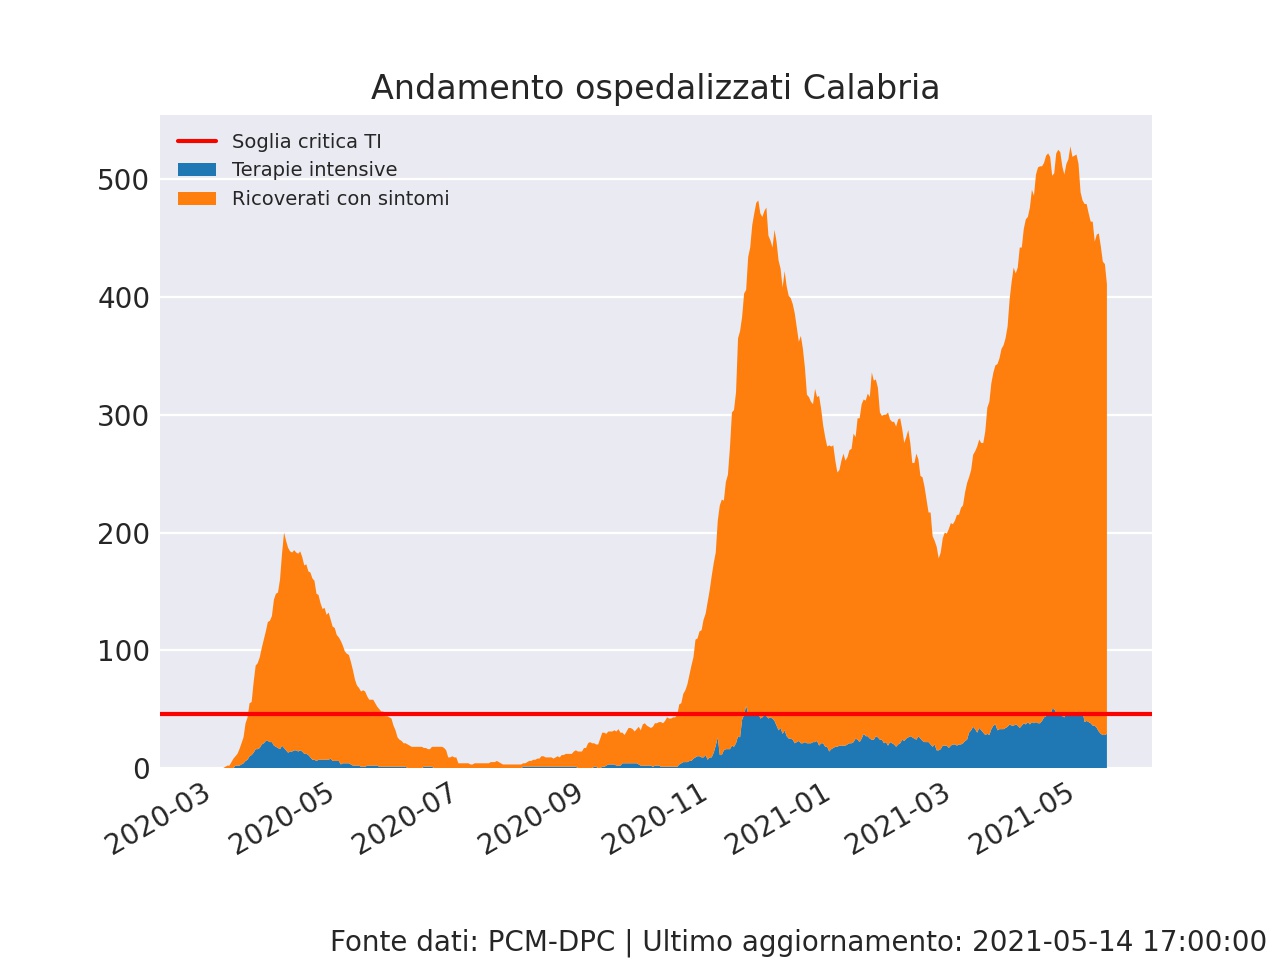 Andamento ospedalizzati Calabria
Soglia critica TI
Terapie intensive
Ricoverati con sintomi
500
400
300
200
100
0
2020-03
2020-05
2020-07
2020-09
2020-11
2021-01
2021-03
2021-05
Fonte dati: PCM-DPC | Ultimo aggiornamento: 2021-05-14 17:00:00